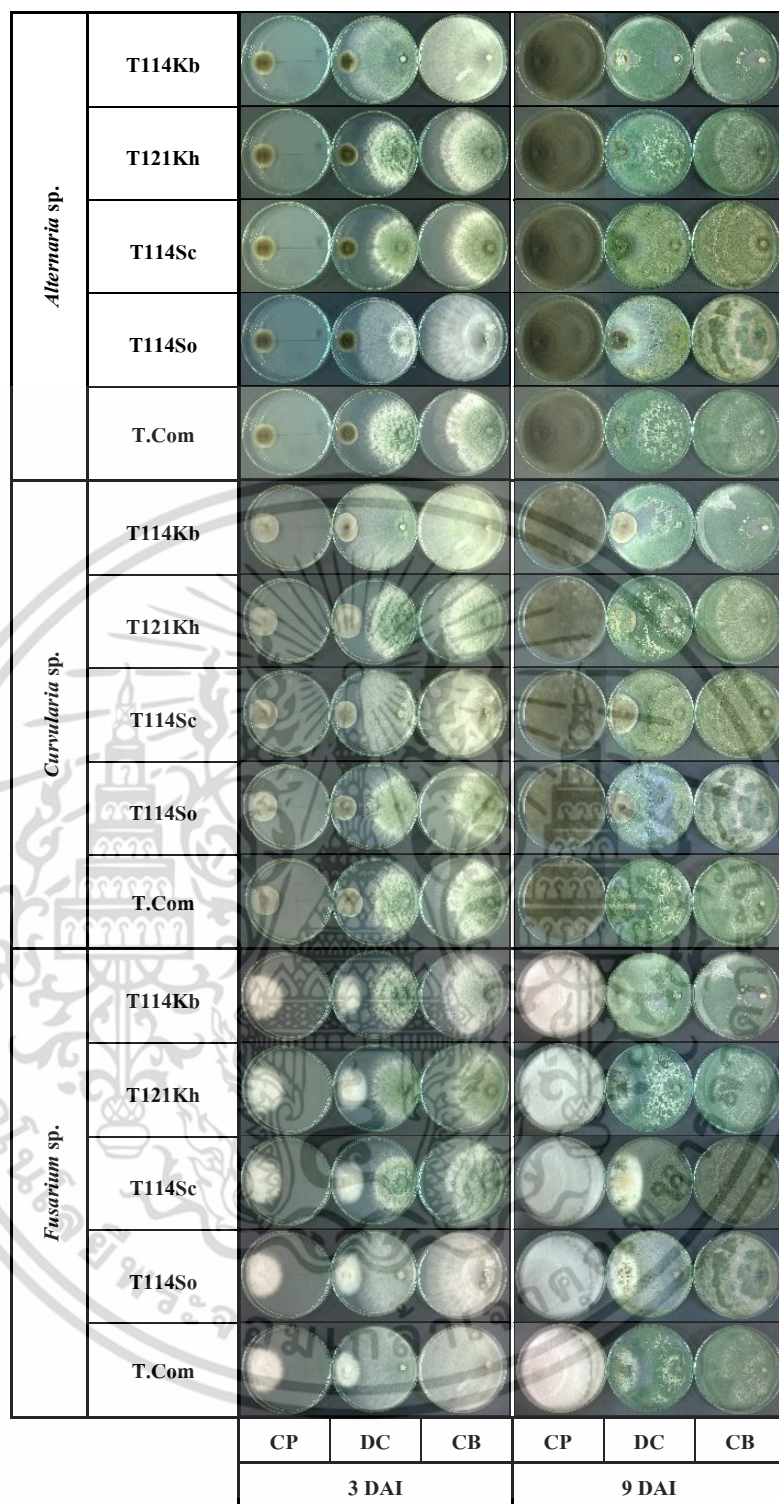 Alternaria sp.
T114Kb
T121Kh
T114Sc
T114So
T.Com
Curvularia sp.
T114Kb
T121Kh
T114Sc
T114So
T.Com
Fusarium sp.
T114Kb
T121Kh
T114Sc
T114So
T.Com
CP DC CB CP DC CB
3 DAI 9 DAI